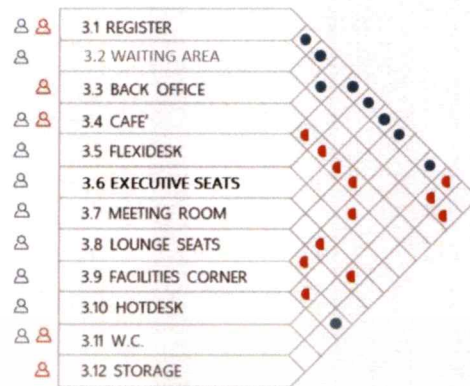 3.1 REGISTER
3.2 WAITING AREA
3.3 BACK OFFICE
3.4 CAFE'
3.5 FLEXIDESK
3.6 EXECUTIVE SEATS
3.7 MEETING ROOM
3.8 LOUNGE SEATS
3.9 FACILITIES CORNER
3.10 HOTDESK
3.11 W.C.
3.12 STORAGE